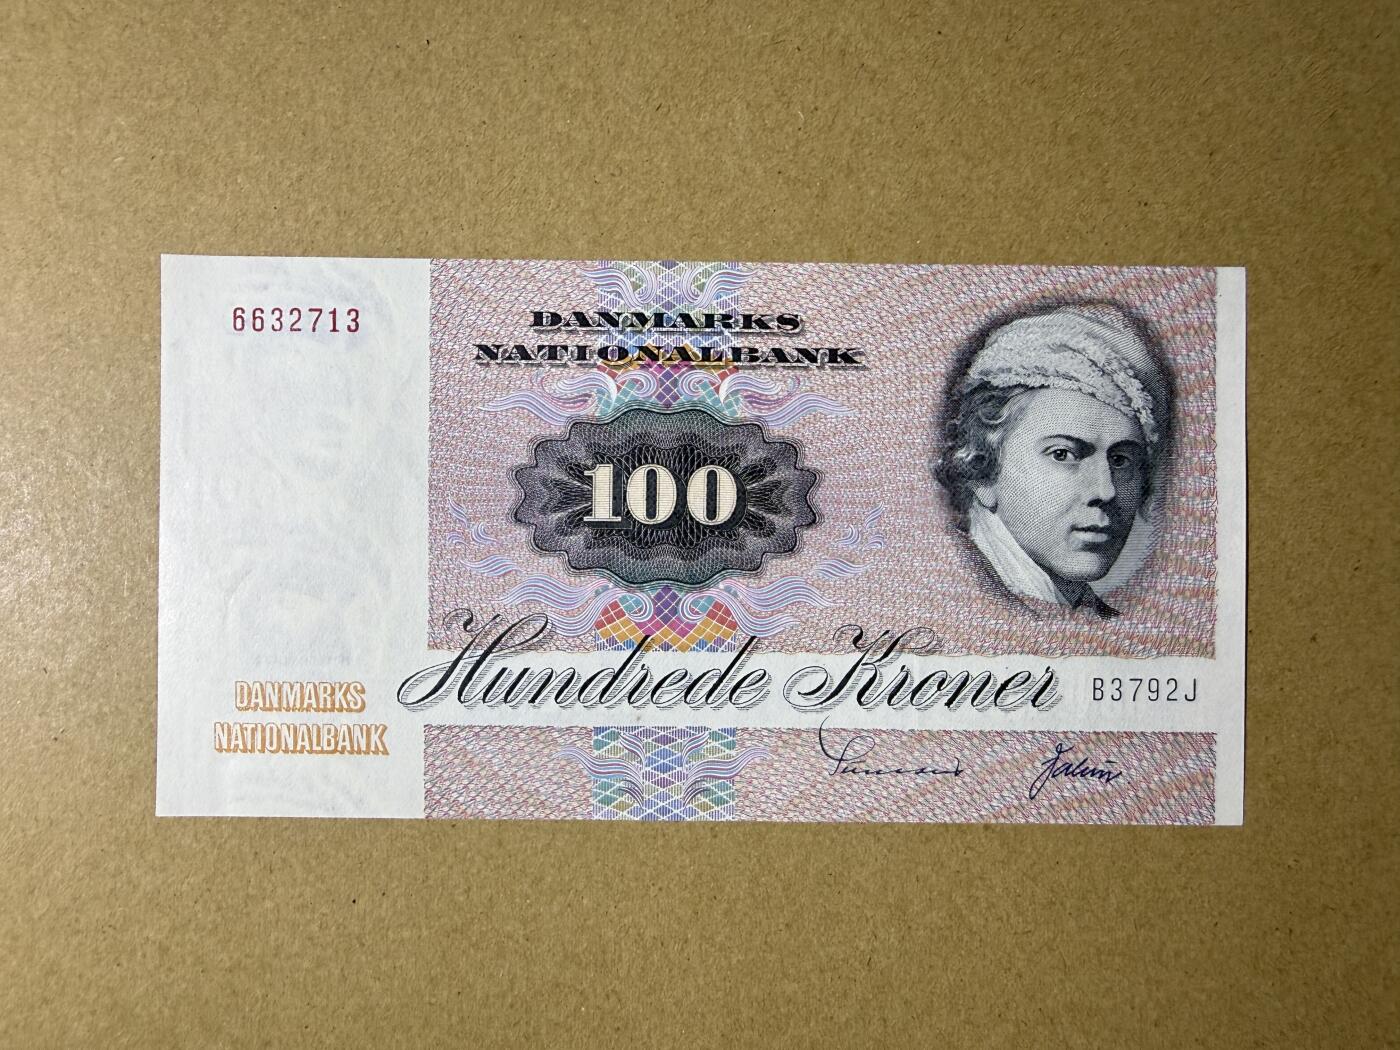 6632713
DANMARKS
NATIONALBANK
100
Hundrede Kroner
B3792J
DANMARKS
NATIONALBANK